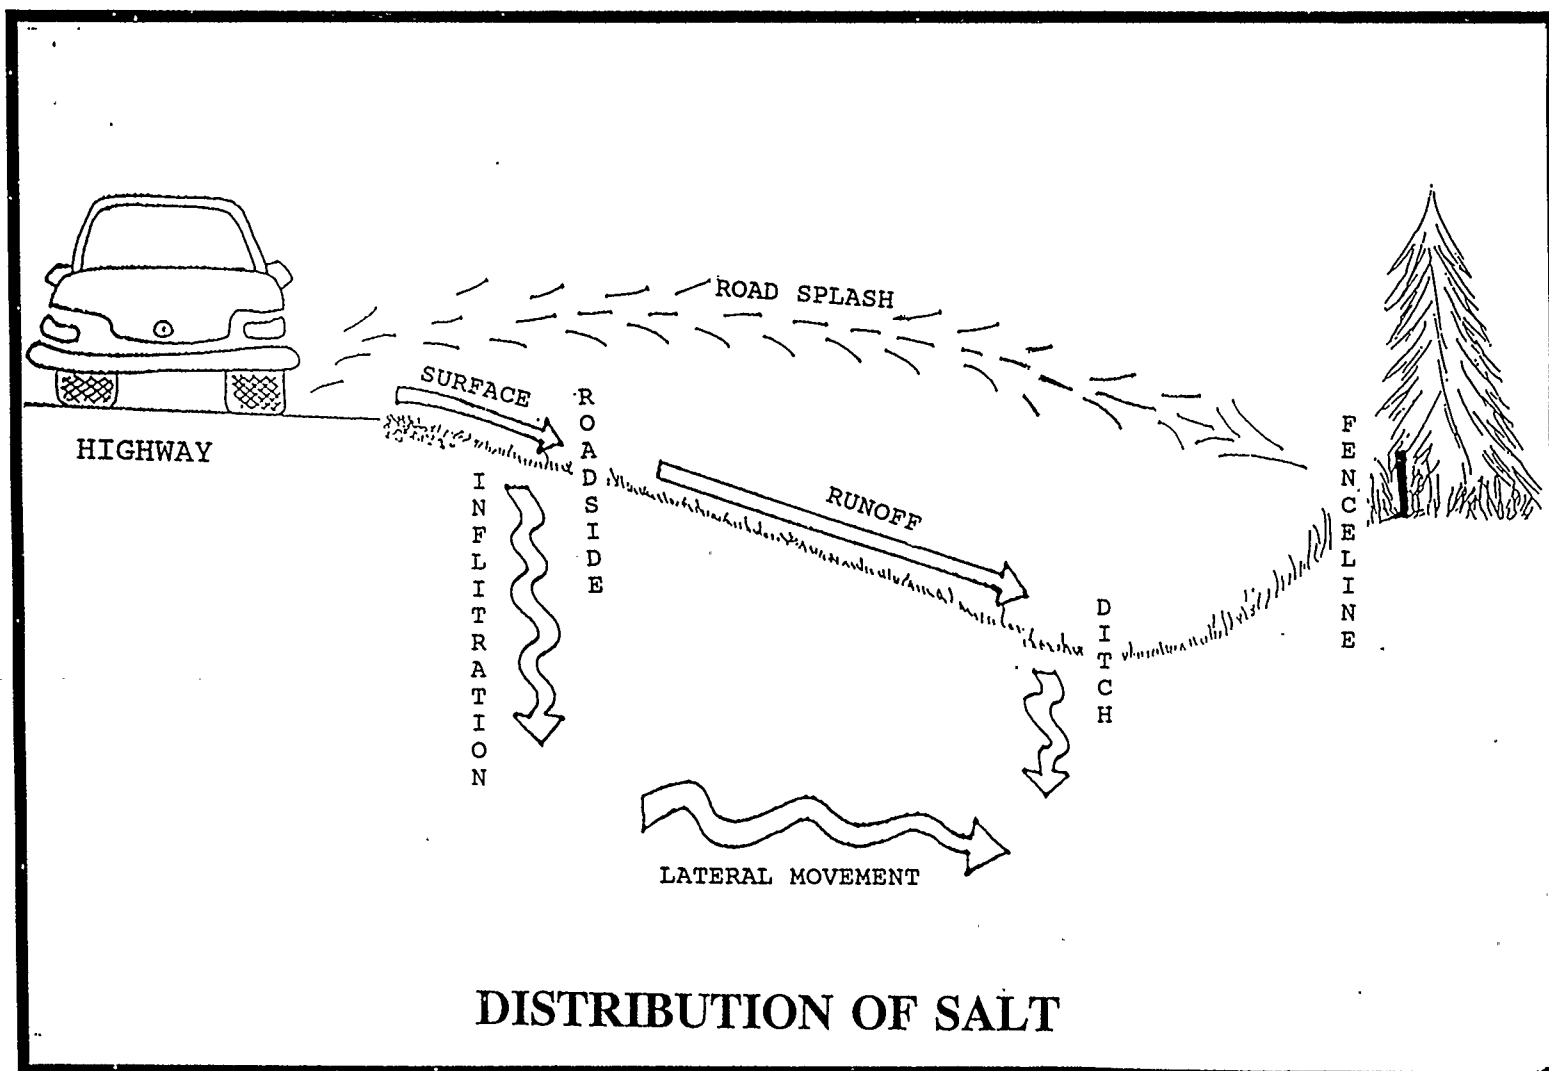 ROAD SPLASH
SURFACE
ROADSIDE
HIGHWAY
INFLITRATION
RUNOFF
FENCELINE
DITCH
LATERAL MOVEMENT
DISTRIBUTION OF SALT